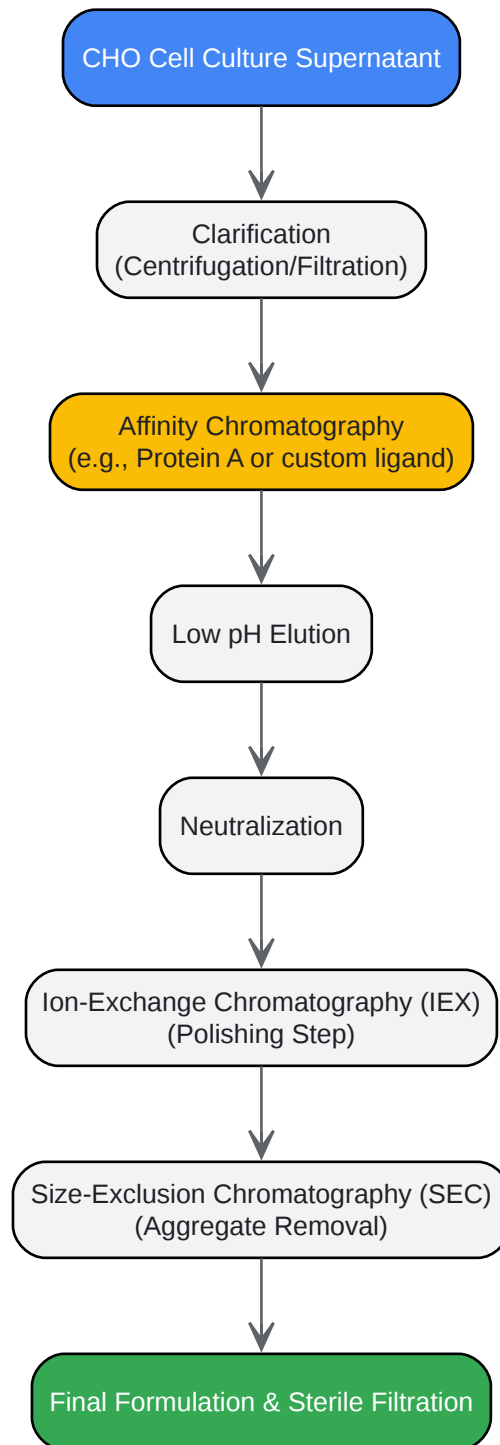 CHO Cell Culture Supernatant
Clarification
(Centrifugation/Filtration)
Affinity Chromatography
(e.g., Protein A or custom ligand)
Low pH Elution
Neutralization
Ion-Exchange Chromatography (IEX)
(Polishing Step)
Size-Exclusion Chromatography (SEC)
(Aggregate Removal)
Final Formulation & Sterile Filtration